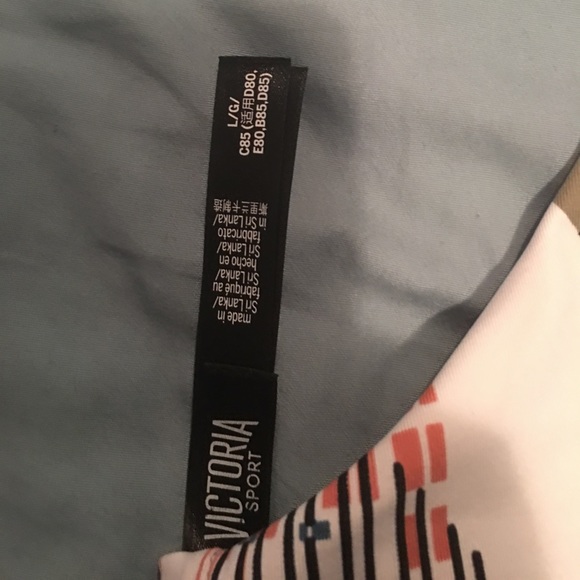 L/G/
C85 (适用D80,
E80,B85,D85)
made in
Sri Lanka/
fabriqué au
Sri Lanka/
hecho en
Sri Lanka/
fabbricato
in Sri Lanka/
斯里兰卡制造
VICTORIA
SPORT